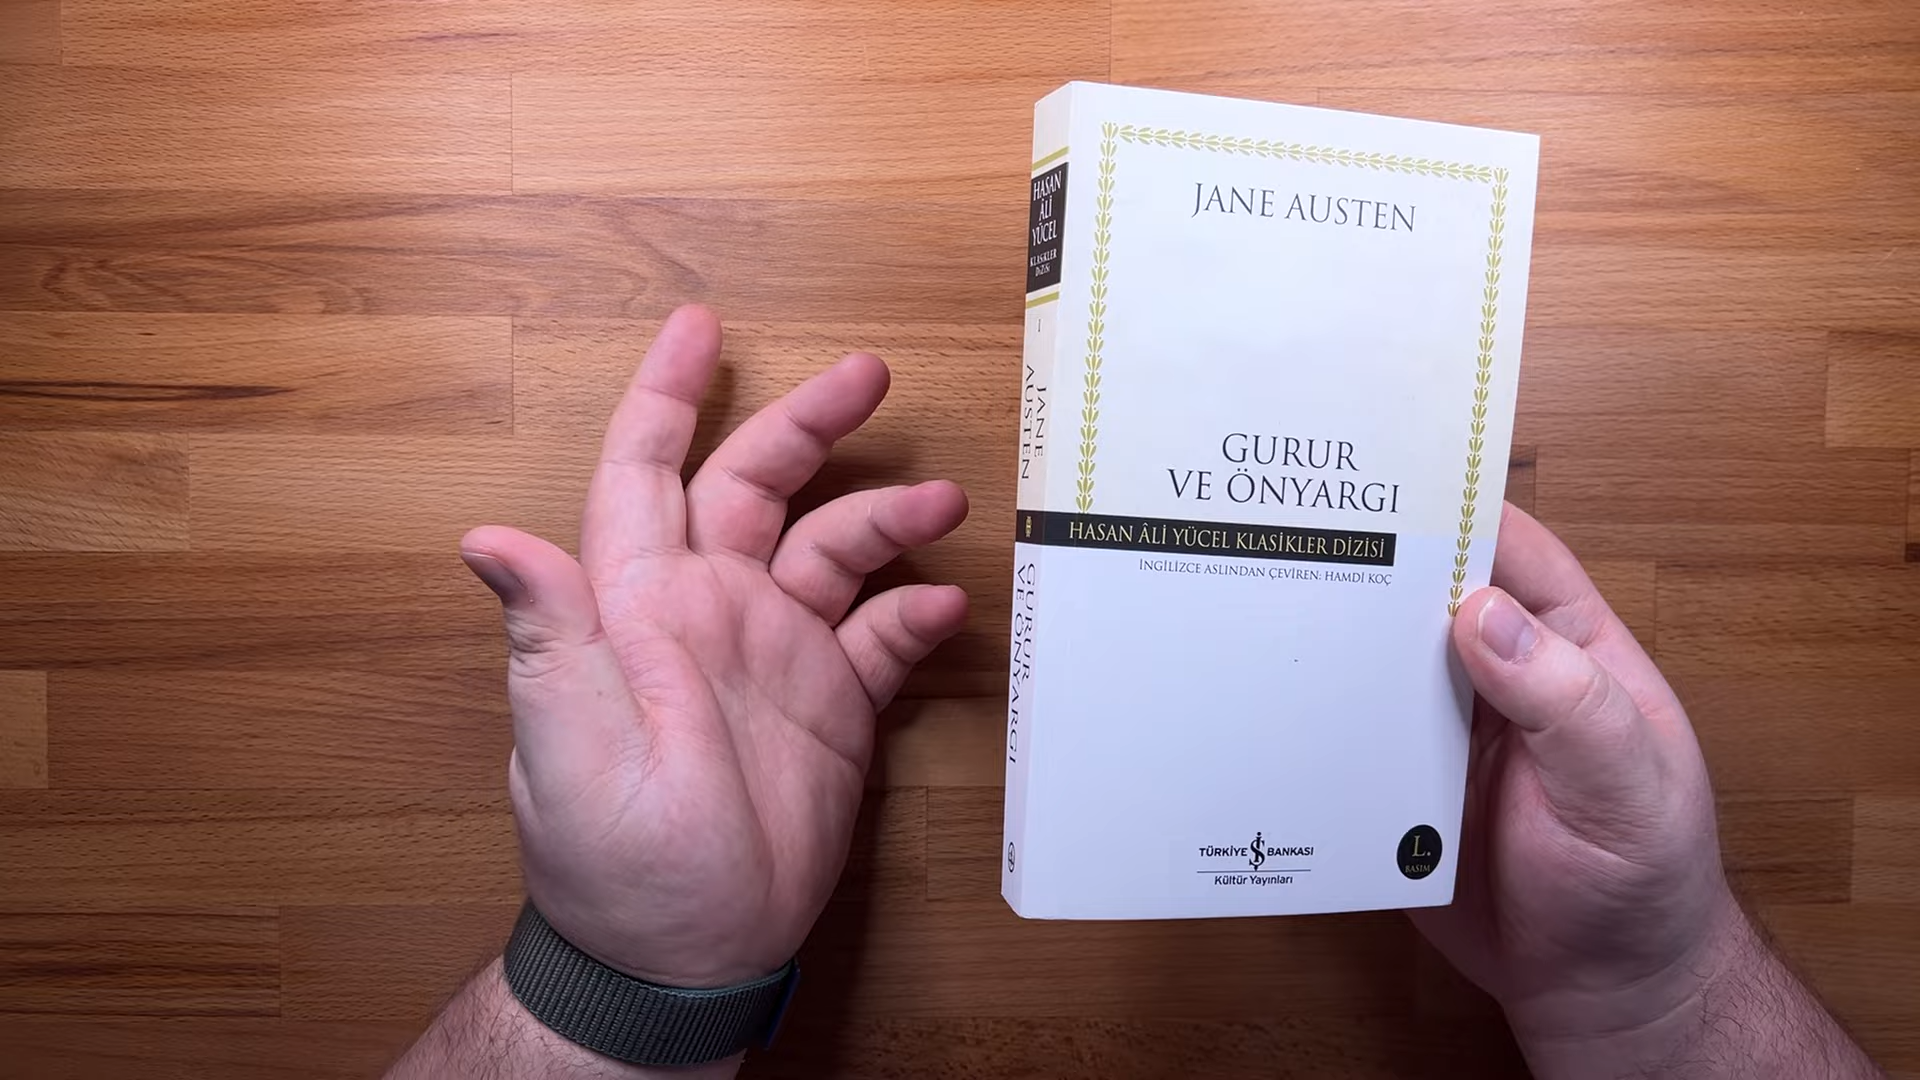 HASAN
ÂLİ
YÜCEL
KLASİKLER
DİZİSİ
I
JANE
AUSTEN
GURUR
VE ÖNYARGI
JANE AUSTEN
GURUR
VE ÖNYARGI
HASAN ÂLİ YÜCEL KLASİKLER DİZİSİ
İNGİLİZCE ASLINDAN ÇEVİREN: HAMDİ KOÇ
TÜRKİYE İŞ BANKASI
Kültür Yayınları
L.
BASIM